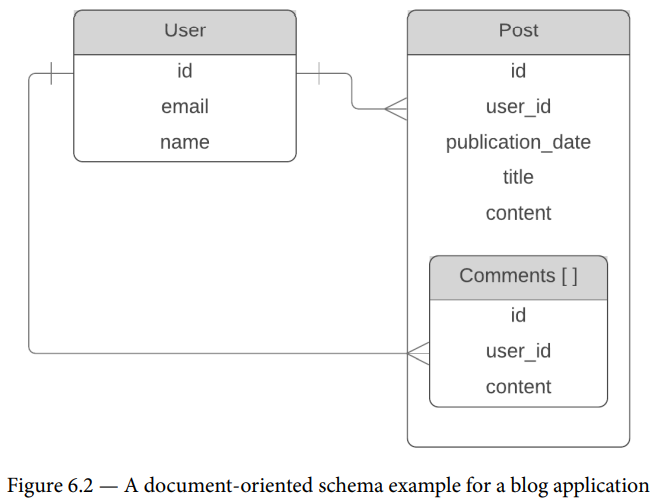 User
id
email
name
Post
id
user_id
publication_date
title
content
Comments [ ]
id
user_id
content
Figure 6.2 — A document-oriented schema example for a blog application